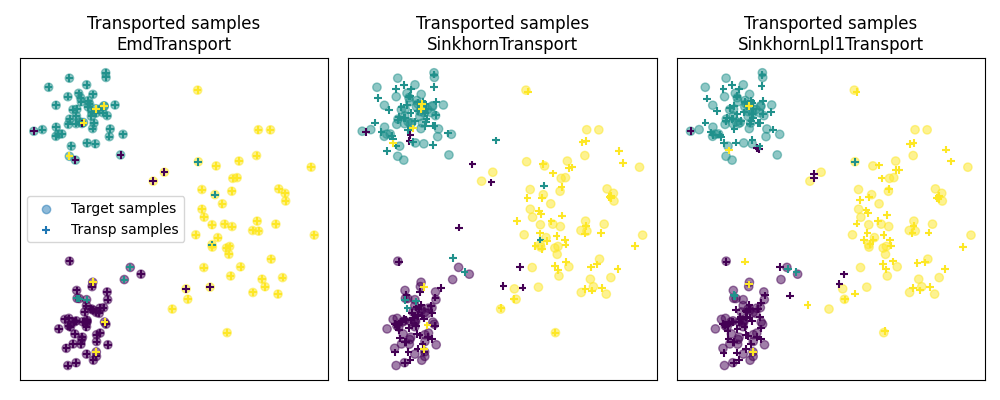 Transported samples
EmdTransport
Transported samples
SinkhornTransport
Transported samples
SinkhornLpl1Transport
Target samples
Transp samples